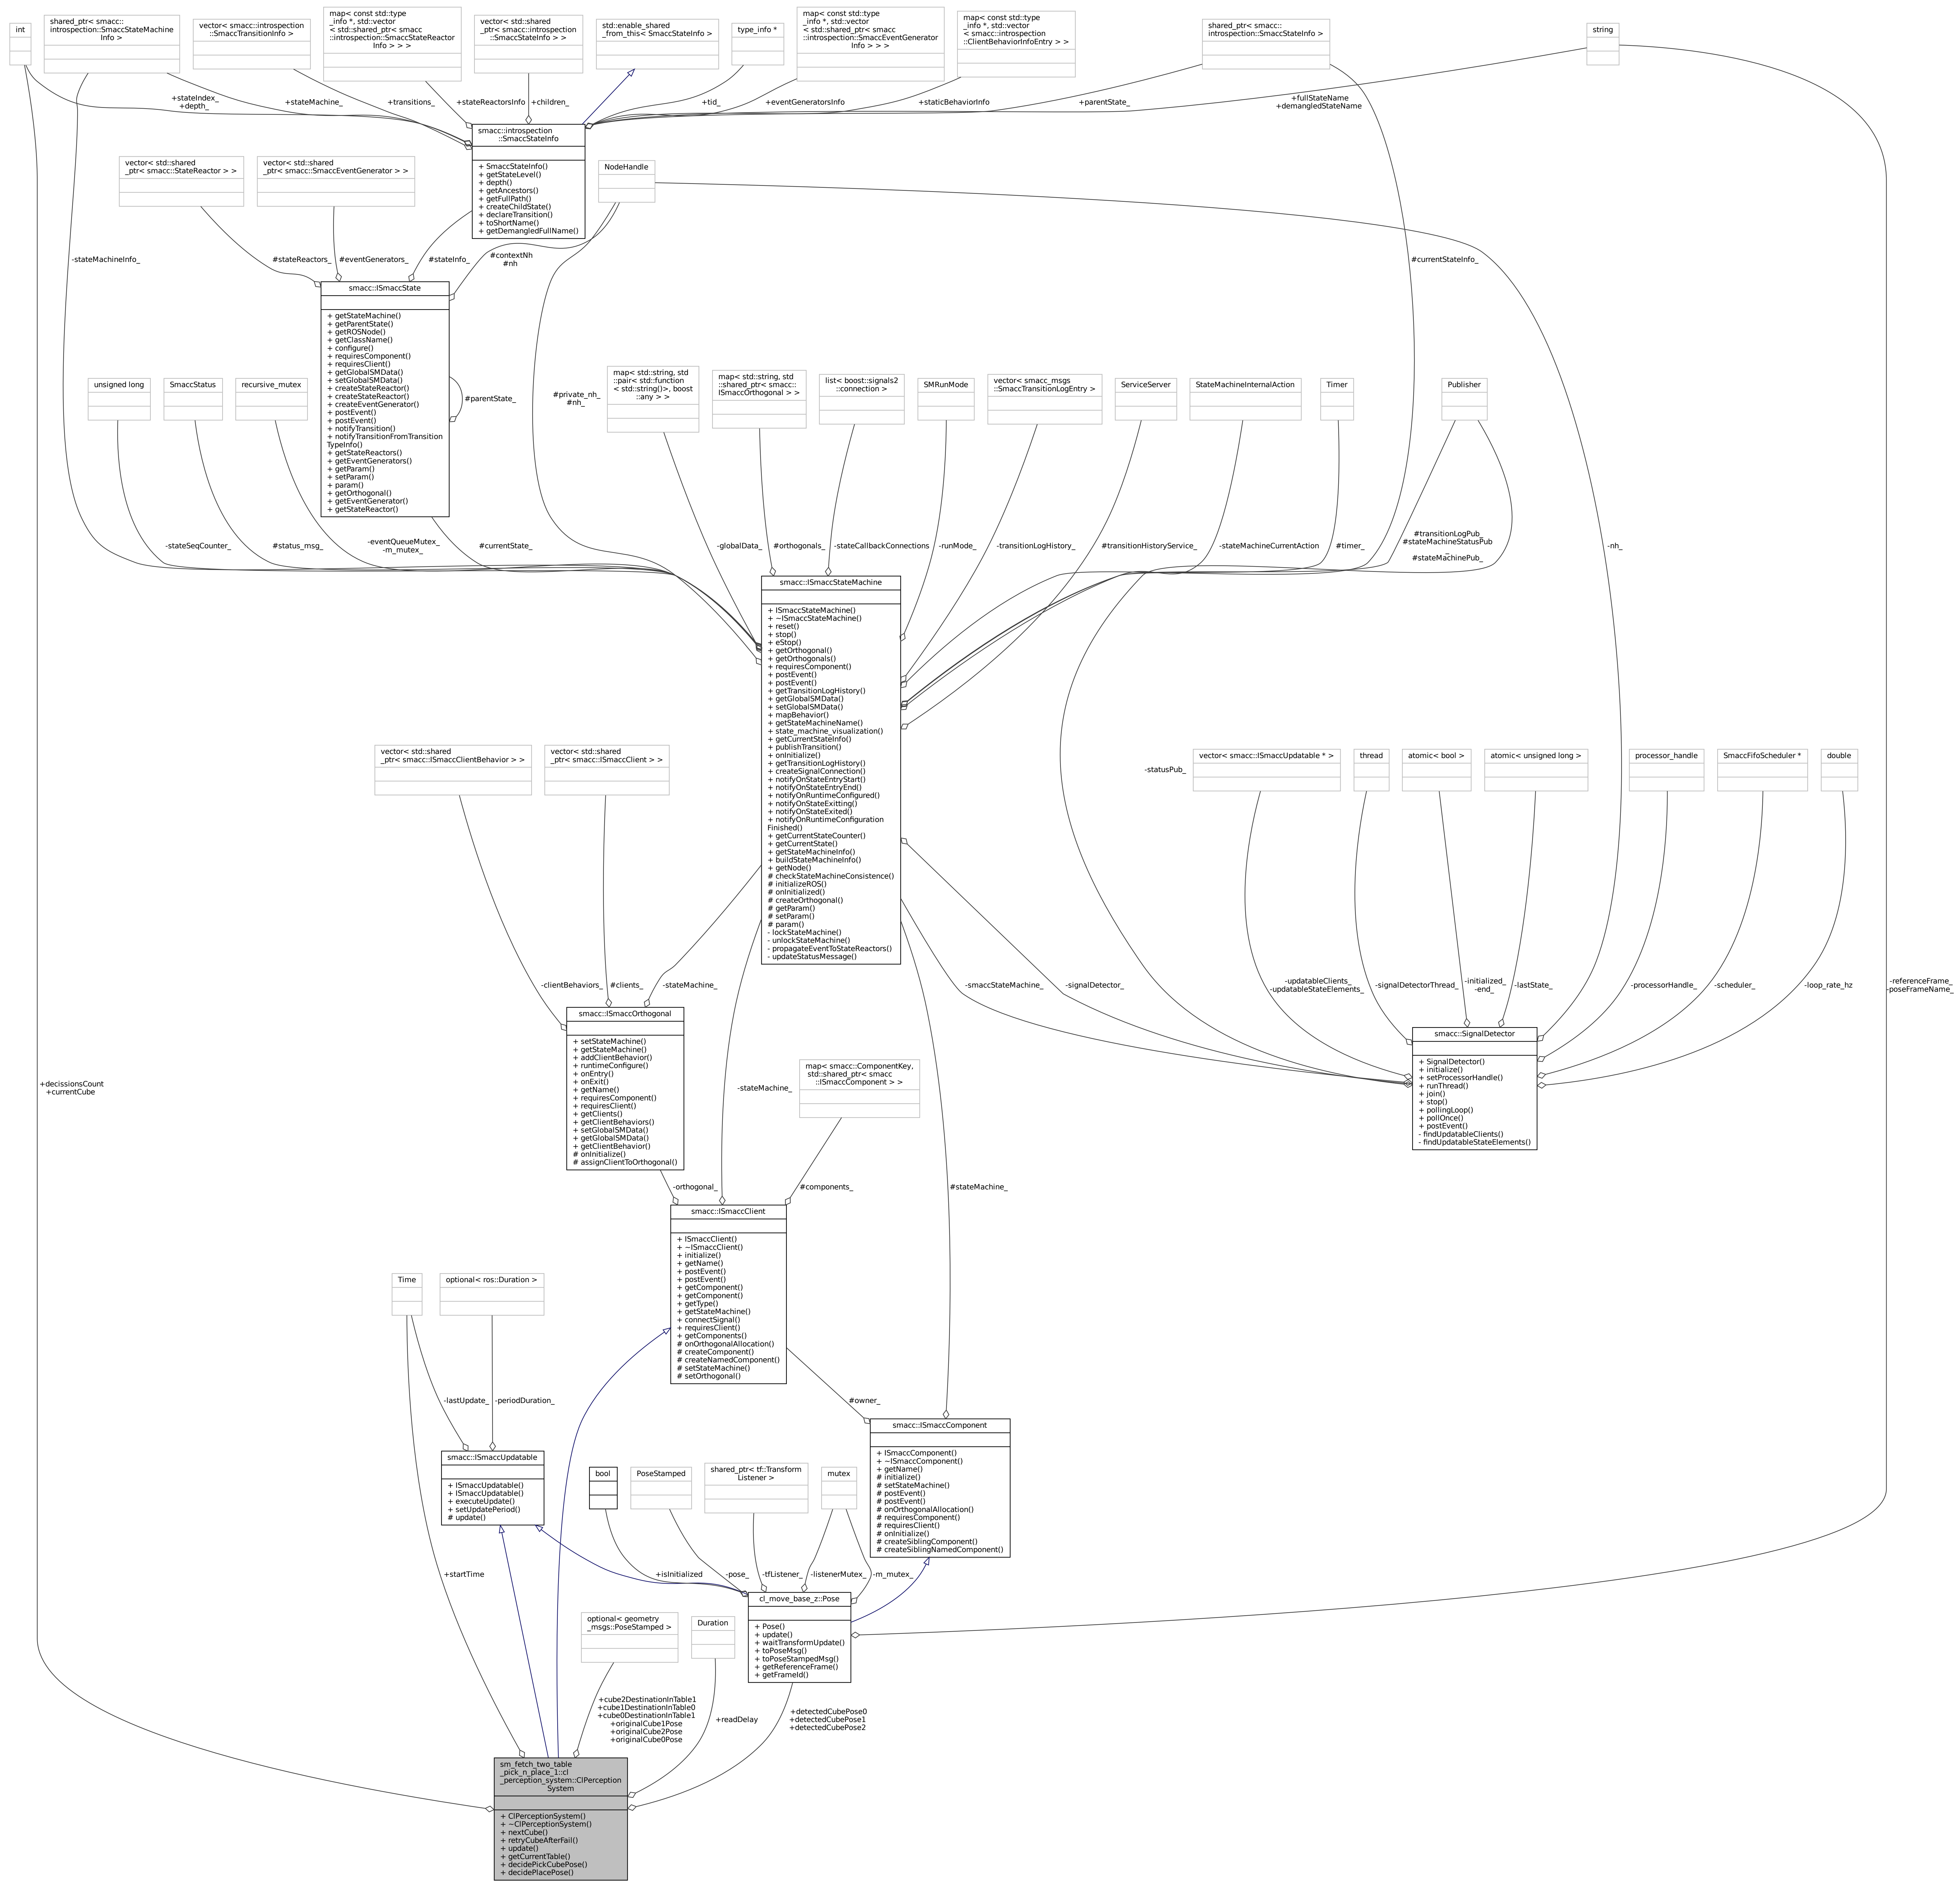 int
shared_ptr< smacc::
introspection::SmaccStateMachine
Info >
vector< smacc::introspection
::SmaccTransitionInfo >
map< const std::type
_info *, std::vector
< std::shared_ptr< smacc
::introspection::SmaccStateReactor
Info > > >
vector< std::shared
_ptr< smacc::introspection
::SmaccStateInfo > >
std::enable_shared
_from_this< SmaccStateInfo >
type_info *
map< const std::type
_info *, std::vector
< std::shared_ptr< smacc
::introspection::SmaccEventGenerator
Info > > >
map< const std::type
_info *, std::vector
< smacc::introspection
::ClientBehaviorInfoEntry > >
shared_ptr< smacc::
introspection::SmaccStateInfo >
string
+stateIndex_
+depth_
+stateMachine_
+transitions_
+stateReactorsInfo
+children_
+tid_
+eventGeneratorsInfo
+staticBehaviorInfo
+parentState_
+fullStateName
+demangledStateName
smacc::introspection
::SmaccStateInfo
+ SmaccStateInfo()
+ getStateLevel()
+ depth()
+ getAncestors()
+ getFullPath()
+ createChildState()
+ declareTransition()
+ toShortName()
+ getDemangledFullName()
vector< std::shared
_ptr< smacc::StateReactor > >
vector< std::shared
_ptr< smacc::SmaccEventGenerator > >
NodeHandle
-stateMachineInfo_
#stateReactors_
#eventGenerators_
#stateInfo_
#contextNh
#nh
#currentStateInfo_
smacc::ISmaccState
+ getStateMachine()
+ getParentState()
+ getROSNode()
+ getClassName()
+ configure()
+ requiresComponent()
+ requiresClient()
+ getGlobalSMData()
+ setGlobalSMData()
+ createStateReactor()
+ createStateReactor()
+ createEventGenerator()
+ postEvent()
+ postEvent()
+ notifyTransition()
+ notifyTransitionFromTransition
TypeInfo()
+ getStateReactors()
+ getEventGenerators()
+ getParam()
+ setParam()
+ param()
+ getOrthogonal()
+ getEventGenerator()
+ getStateReactor()
#parentState_
unsigned long
SmaccStatus
recursive_mutex
#private_nh_
#nh_
map< std::string, std
::pair< std::function
< std::string()>, boost
::any > >
map< std::string, std
::shared_ptr< smacc::
ISmaccOrthogonal > >
list< boost::signals2
::connection >
SMRunMode
vector< smacc_msgs
::SmaccTransitionLogEntry >
ServiceServer
StateMachineInternalAction
Timer
Publisher
-stateSeqCounter_
#status_msg_
-eventQueueMutex_
-m_mutex_
#currentState_
-globalData_
#orthogonals_
-stateCallbackConnections
-runMode_
-transitionLogHistory_
#transitionHistoryService_
-stateMachineCurrentAction
#timer_
#transitionLogPub_
#stateMachineStatusPub
_
#stateMachinePub_
-nh_
smacc::ISmaccStateMachine
+ ISmaccStateMachine()
+ ~ISmaccStateMachine()
+ reset()
+ stop()
+ eStop()
+ getOrthogonal()
+ getOrthogonals()
+ requiresComponent()
+ postEvent()
+ postEvent()
+ getTransitionLogHistory()
+ getGlobalSMData()
+ setGlobalSMData()
+ mapBehavior()
+ getStateMachineName()
+ state_machine_visualization()
+ getCurrentStateInfo()
+ publishTransition()
+ onInitialize()
+ getTransitionLogHistory()
+ createSignalConnection()
+ notifyOnStateEntryStart()
+ notifyOnStateEntryEnd()
+ notifyOnRuntimeConfigured()
+ notifyOnStateExitting()
+ notifyOnStateExited()
+ notifyOnRuntimeConfiguration
Finished()
+ getCurrentStateCounter()
+ getCurrentState()
+ getStateMachineInfo()
+ buildStateMachineInfo()
+ getNode()
# checkStateMachineConsistence()
# initializeROS()
# onInitialized()
# createOrthogonal()
# getParam()
# setParam()
# param()
- lockStateMachine()
- unlockStateMachine()
- propagateEventToStateReactors()
- updateStatusMessage()
vector< std::shared
_ptr< smacc::ISmaccClientBehavior > >
vector< std::shared
_ptr< smacc::ISmaccClient > >
-statusPub_
vector< smacc::ISmaccUpdatable * >
thread
atomic< bool >
atomic< unsigned long >
processor_handle
SmaccFifoScheduler *
double
-clientBehaviors_
#clients_
-stateMachine_
-smaccStateMachine_
-signalDetector_
-updatableClients_
-updatableStateElements_
-signalDetectorThread_
-initialized_
-end_
-lastState_
-processorHandle_
-scheduler_
-loop_rate_hz
-referenceFrame_
-poseFrameName_
smacc::ISmaccOrthogonal
+ setStateMachine()
+ getStateMachine()
+ addClientBehavior()
+ runtimeConfigure()
+ onEntry()
+ onExit()
+ getName()
+ requiresComponent()
+ requiresClient()
+ getClients()
+ getClientBehaviors()
+ setGlobalSMData()
+ getGlobalSMData()
+ getClientBehavior()
# onInitialize()
# assignClientToOrthogonal()
smacc::SignalDetector
+ SignalDetector()
+ initialize()
+ setProcessorHandle()
+ runThread()
+ join()
+ stop()
+ pollingLoop()
+ pollOnce()
+ postEvent()
- findUpdatableClients()
- findUpdatableStateElements()
+decissionsCount
+currentCube
-stateMachine_
map< smacc::ComponentKey,
std::shared_ptr< smacc
::ISmaccComponent > >
-orthogonal_
#components_
#stateMachine_
smacc::ISmaccClient
+ ISmaccClient()
+ ~ISmaccClient()
+ initialize()
+ getName()
+ postEvent()
+ postEvent()
+ getComponent()
+ getComponent()
+ getType()
+ getStateMachine()
+ connectSignal()
+ requiresClient()
+ getComponents()
# onOrthogonalAllocation()
# createComponent()
# createNamedComponent()
# setStateMachine()
# setOrthogonal()
Time
optional< ros::Duration >
-lastUpdate_
-periodDuration_
#owner_
smacc::ISmaccComponent
+ ISmaccComponent()
+ ~ISmaccComponent()
+ getName()
# initialize()
# setStateMachine()
# postEvent()
# postEvent()
# onOrthogonalAllocation()
# requiresComponent()
# requiresClient()
# onInitialize()
# createSiblingComponent()
# createSiblingNamedComponent()
smacc::ISmaccUpdatable
+ ISmaccUpdatable()
+ ISmaccUpdatable()
+ executeUpdate()
+ setUpdatePeriod()
# update()
bool
PoseStamped
shared_ptr< tf::Transform
Listener >
mutex
+startTime
+isInitialized
-pose_
-tfListener_
-listenerMutex_
-m_mutex_
cl_move_base_z::Pose
+ Pose()
+ update()
+ waitTransformUpdate()
+ toPoseMsg()
+ toPoseStampedMsg()
+ getReferenceFrame()
+ getFrameId()
optional< geometry
_msgs::PoseStamped >
Duration
+cube2DestinationInTable1
+cube1DestinationInTable0
+cube0DestinationInTable1
+originalCube1Pose
+originalCube2Pose
+originalCube0Pose
+readDelay
+detectedCubePose0
+detectedCubePose1
+detectedCubePose2
sm_fetch_two_table
_pick_n_place_1::cl
_perception_system::ClPerception
System
+ ClPerceptionSystem()
+ ~ClPerceptionSystem()
+ nextCube()
+ retryCubeAfterFail()
+ update()
+ getCurrentTable()
+ decidePickCubePose()
+ decidePlacePose()